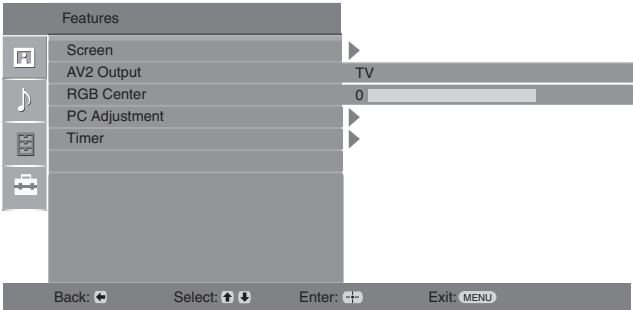 Features
Screen
AV2 Output TV
RGB Center 0
PC Adjustment
Timer
Back: Select: Enter: Exit: MENU